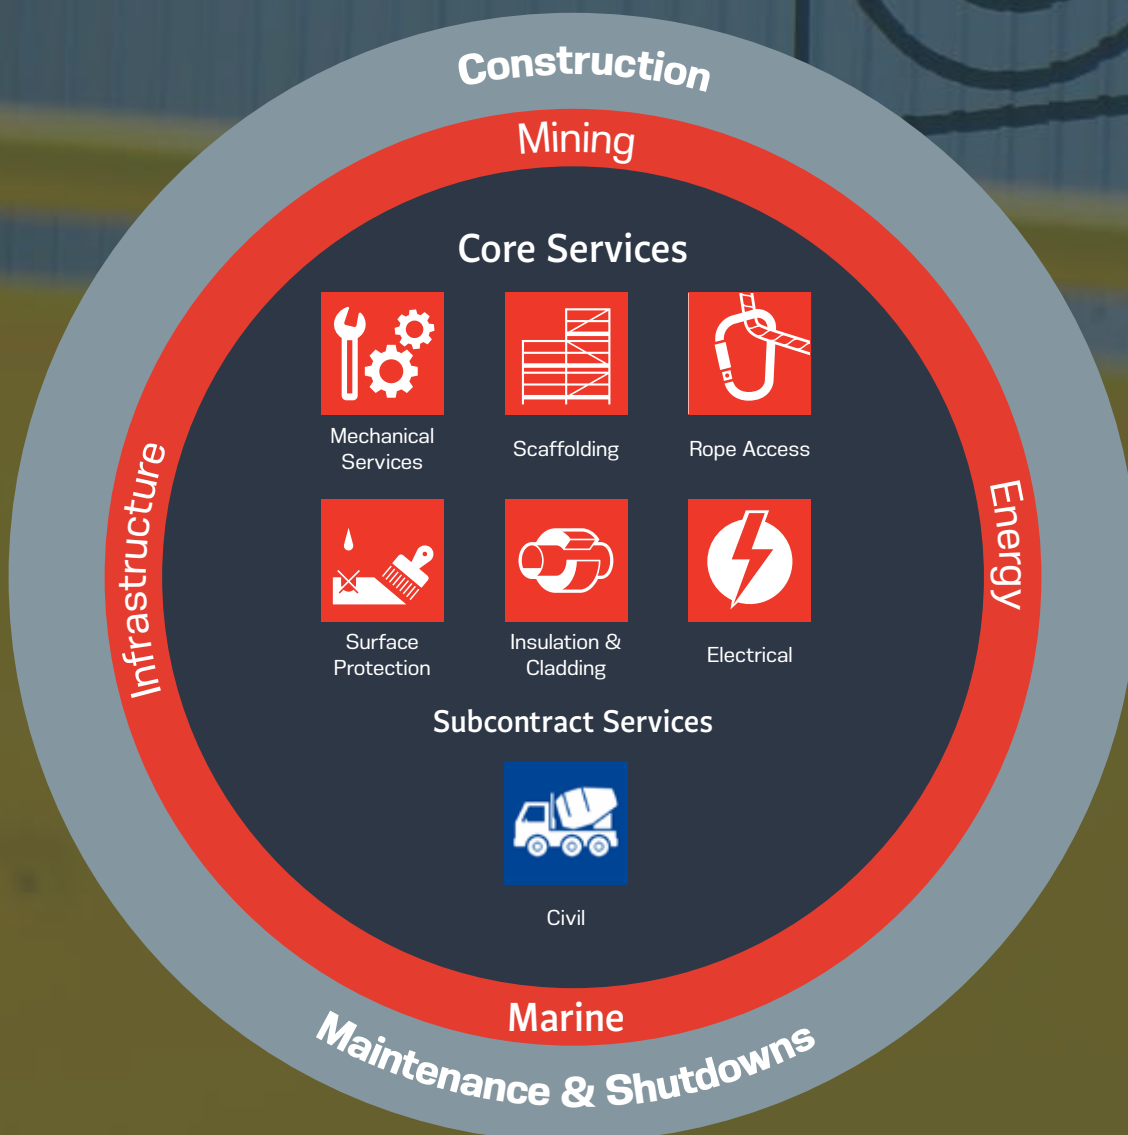 Construction
Mining
Core Services
Mechanical
Services
Scaffolding
Rope Access
Infrastructure
Energy
Surface
Protection
Insulation &
Cladding
Electrical
Subcontract Services
Civil
Marine
Maintenance & Shutdowns